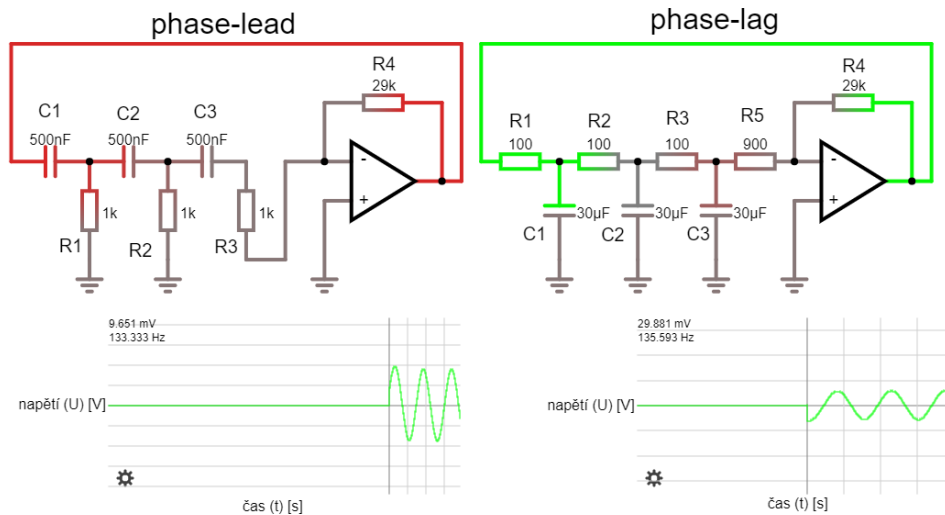 phase-lead
phase-lag
R4
29k
C1
C2
C3
500nF
500nF
500nF
-
+
1k
1k
1k
R1
R2
R3
R4
29k
R1
R2
R3
R5
100
100
100
900
-
+
30µF
30µF
30µF
C1
C2
C3
9.651 mV
133.333 Hz
napětí (U) [V]
čas (t) [s]
29.881 mV
135.593 Hz
napětí (U) [V]
čas (t) [s]